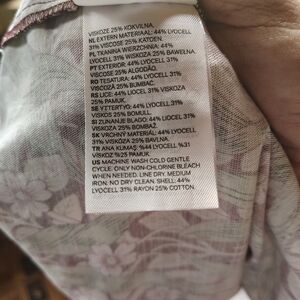 VISKOZE 25% KOKVILNA.
NL EXTERN MATERIAAL: 44% LYOCELL
31% VISCOSE 25% KATOEN.
PL TKANINA WIERZCHNIA: 44%
LYOCELL 31% WISKOZA 25% BAWEŁNA.
PT EXTERIOR: 44% LYOCELL 31%
VISCOSE 25% ALGODÃO.
RO TESATURA: 44% LYOCELL 31%
VISCOZĂ 25% BUMBAC.
RS LICE: 44% LIOCEL 31% VISKOZA
25% PAMUK.
SE YTTERTYG: 44% LYOCELL 31%
VISKOS 25% BOMULL.
SI ZUNANJE BLAGO: 44% LIOCEL 31%
VISKOZA 25% BOMBAŽ.
SK VRCHNÝ MATERIÁL: 44% LYOCELL
31% VISKÓZA 25% BAVLNA.
TR ANA KUMAŞ: %44 LYOCELL %31
VİSKOZ %25 PAMUK.
US MACHINE WASH COLD GENTLE
CYCLE. ONLY NON-CHLORINE BLEACH
WHEN NEEDED. LINE DRY. MEDIUM
IRON. NO DRY CLEAN. SHELL: 44%
LYOCELL 31% RAYON 25% COTTON.